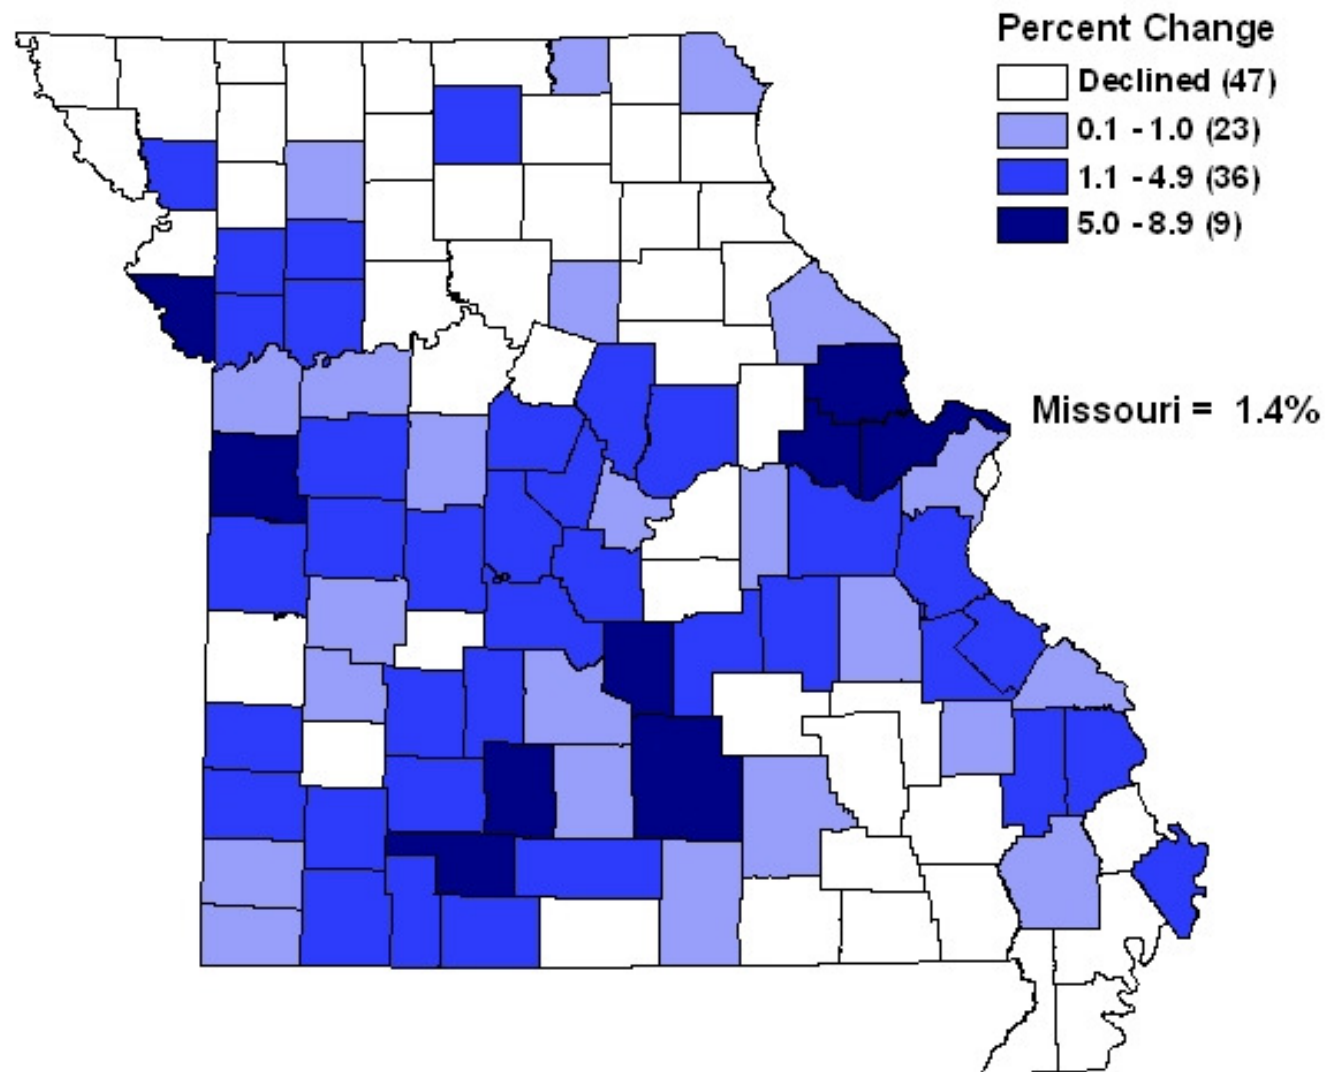 Percent Change
Declined (47)
0.1 - 1.0 (23)
1.1 - 4.9 (36)
5.0 - 8.9 (9)
Missouri = 1.4%